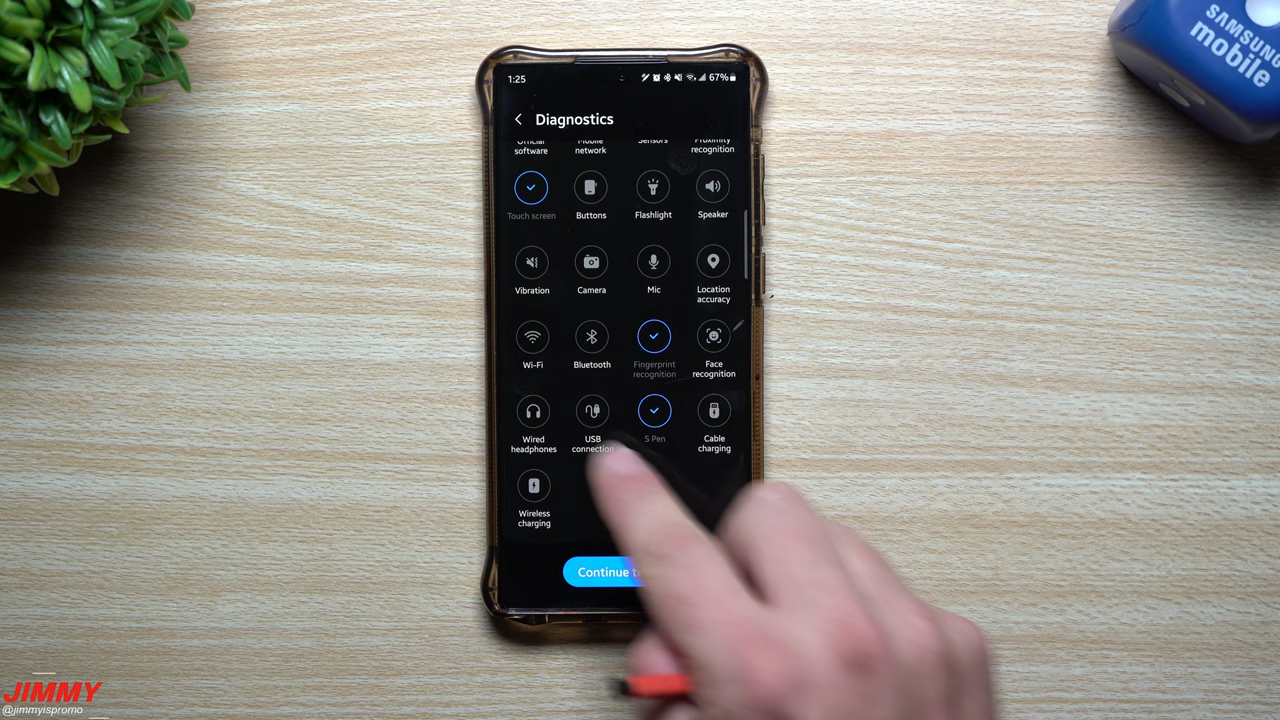 SAMSUNG
mobile
1:25
67%
Diagnostics
Official
software
Mobile
network
Sensors
Proximity
recognition
Touch screen
Buttons
Flashlight
Speaker
Vibration
Camera
Mic
Location
accuracy
Wi-Fi
Bluetooth
Fingerprint
recognition
Face
recognition
Wired
headphones
USB
connection
S Pen
Cable
charging
Wireless
charging
Continue
JIMMY
@jimmyispromo